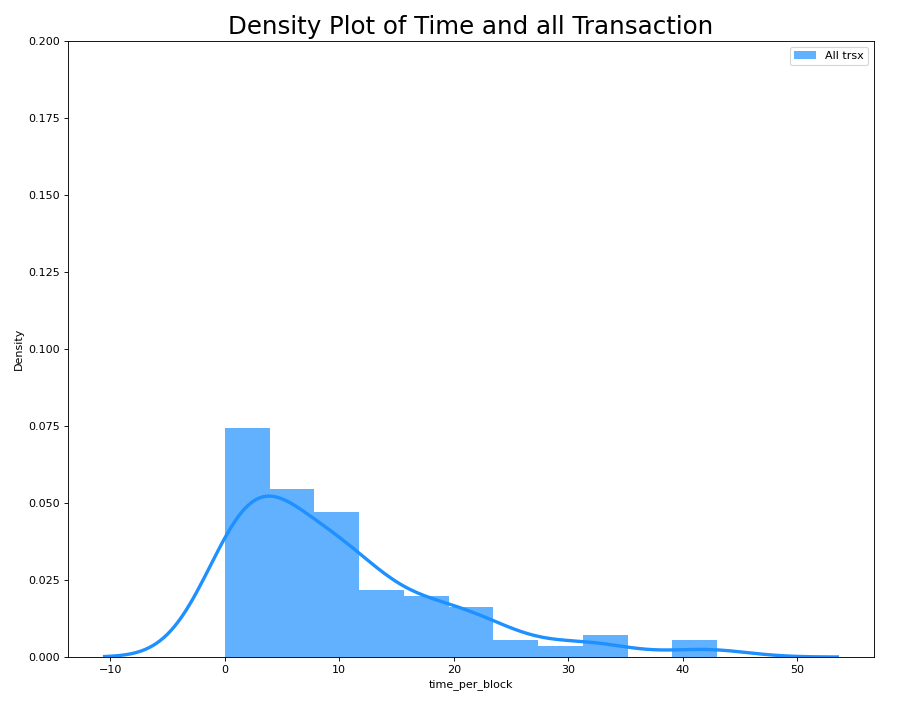 Density Plot of Time and all Transaction
All trsx
0.200
0.175
0.150
0.125
0.100
0.075
0.050
0.025
0.000
Density
−10 0 10 20 30 40 50
time_per_block